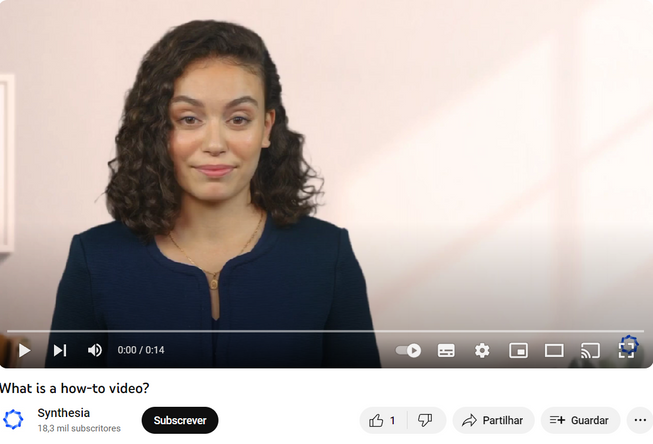 0:00 / 0:14
What is a how-to video?
Synthesia
18,3 mil subscritores
Subscrever
1
Partilhar
Guardar